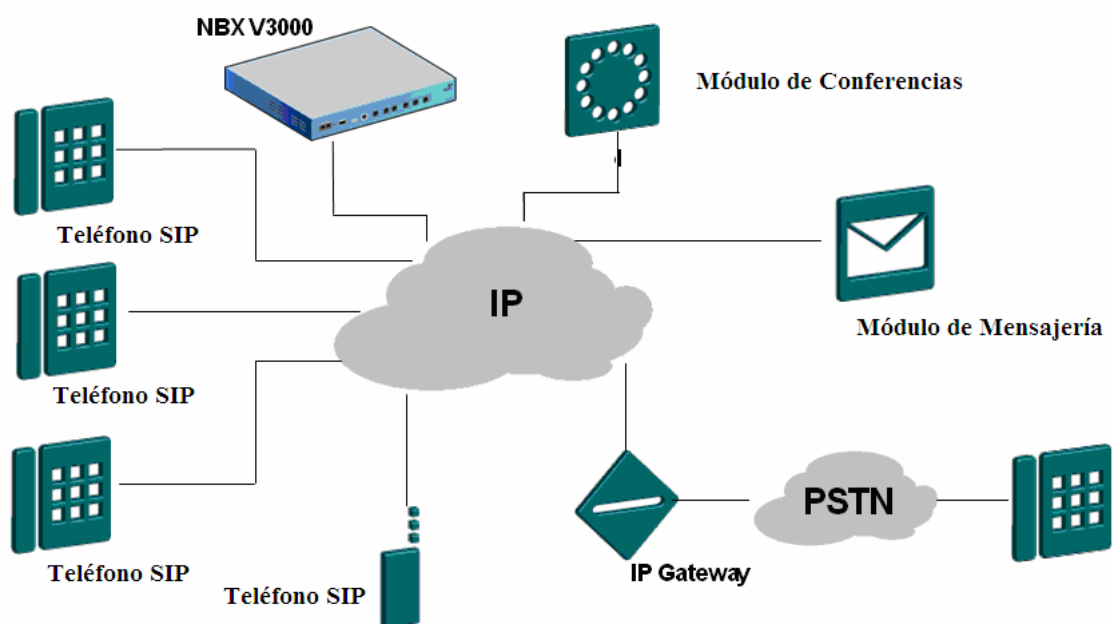 NBX V3000
Módulo de Conferencias
Teléfono SIP
IP
Módulo de Mensajería
Teléfono SIP
PSTN
Teléfono SIP
IP Gateway
Teléfono SIP